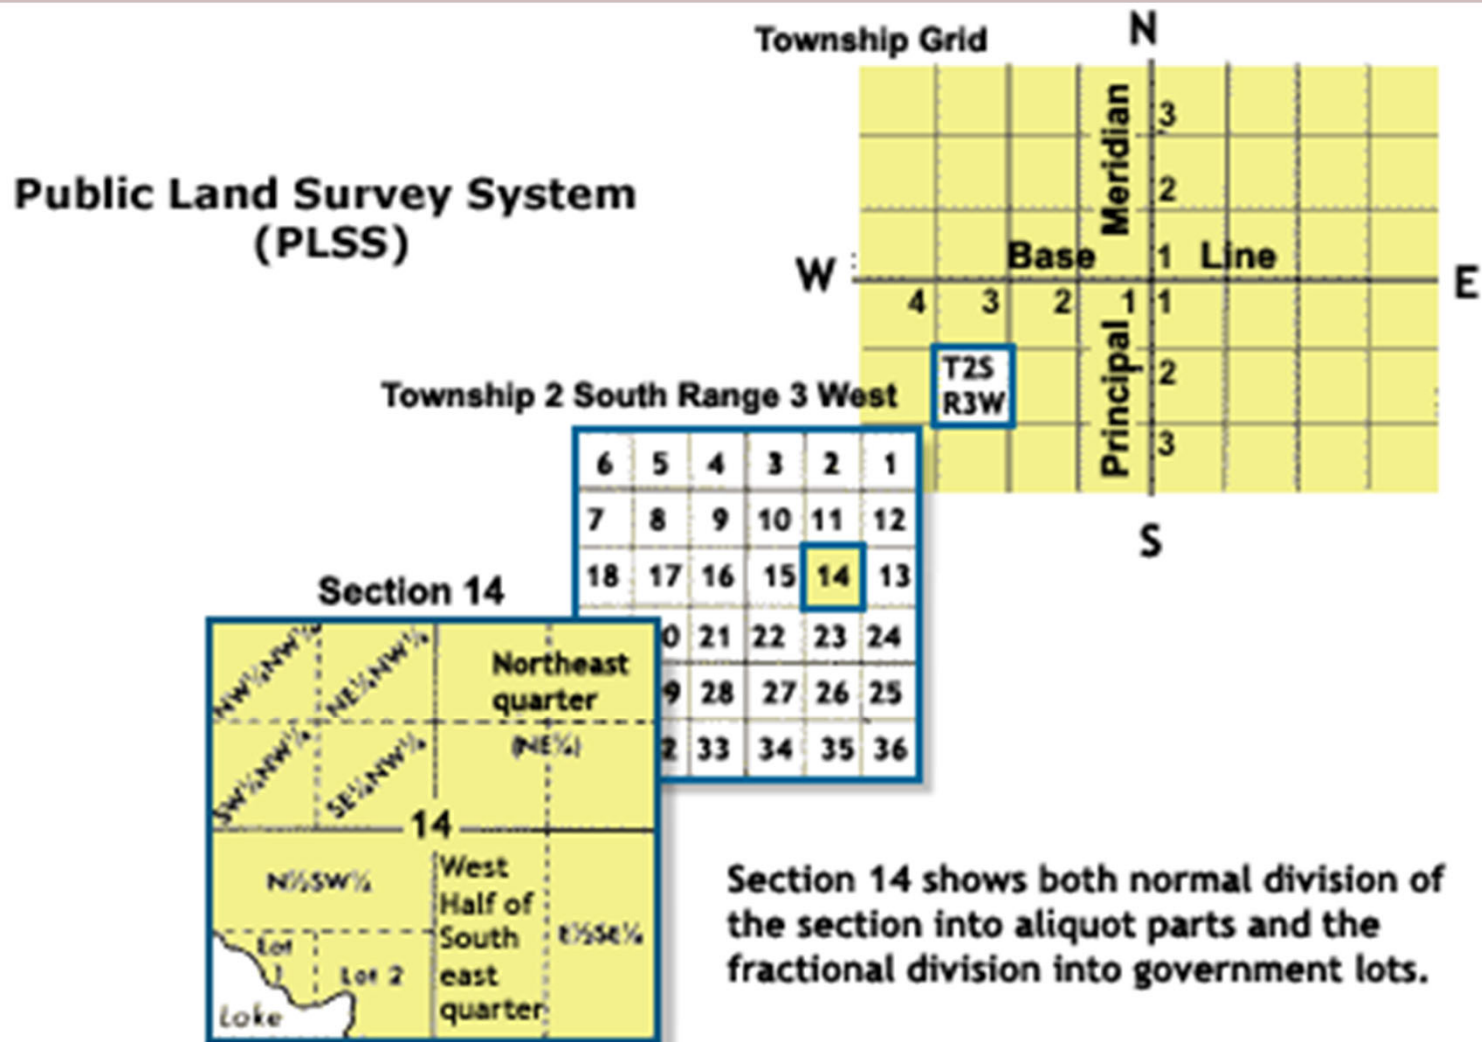 Township Grid
N
Meridian
3
2
1
Public Land Survey System
(PLSS)
W
Base Line
E
4 3 2 1 1
Principal
T2S
R3W
2
3
S
Township 2 South Range 3 West
6 5 4 3 2 1
7 8 9 10 11 12
18 17 16 15 14 13
0 21 22 23 24
9 28 27 26 25
2 33 34 35 36
Section 14
NW¼NW¼
NE¼NW¼
Northeast
quarter
(NE¼)
SW¼NW¼
SE¼NW¼
14
N½SW¼
West
Half of
South
east
quarter
E½SE¼
Lot
1
Lot 2
Lake
Section 14 shows both normal division of
the section into aliquot parts and the
fractional division into government lots.